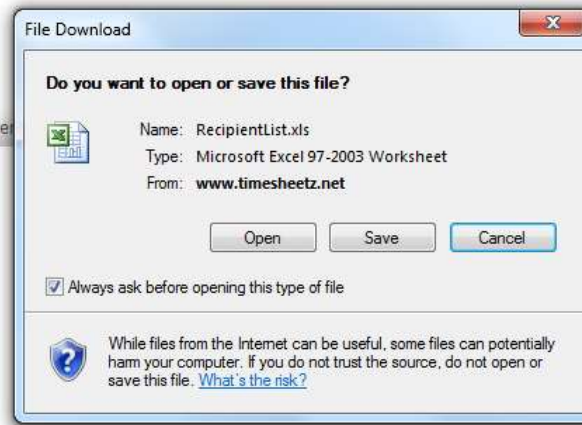 File Download
Do you want to open or save this file?
Name: RecipientList.xls
Type: Microsoft Excel 97-2003 Worksheet
From: www.timesheetz.net
Open Save Cancel
Always ask before opening this type of file
While files from the Internet can be useful, some files can potentially
harm your computer. If you do not trust the source, do not open or
save this file. What's the risk?